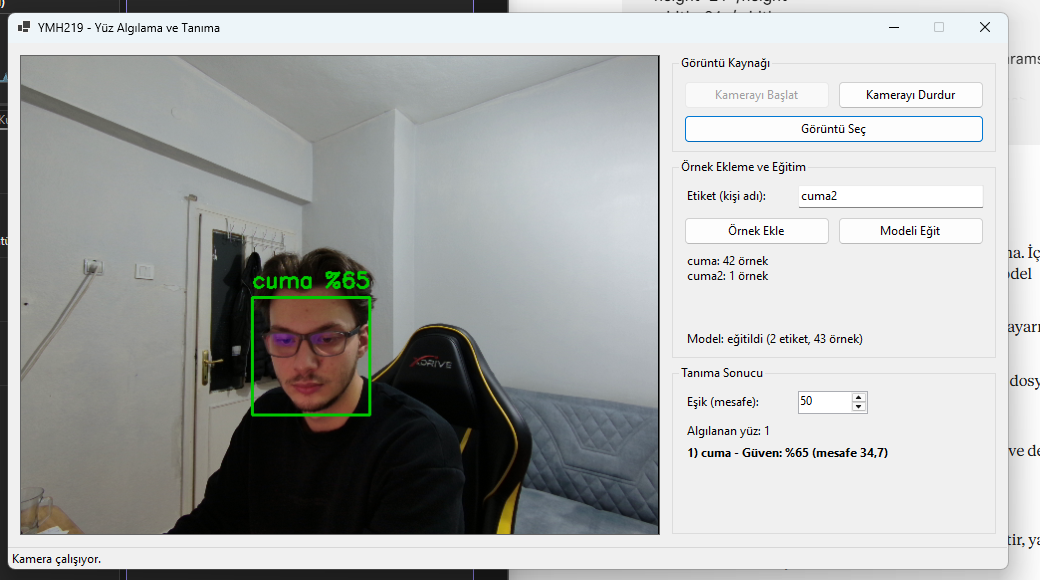 YMH219 - Yüz Algılama ve Tanıma
cuma %65
XDRIVE
Görüntü Kaynağı
Kamerayı Başlat
Kamerayı Durdur
Görüntü Seç
Örnek Ekleme ve Eğitim
Etiket (kişi adı):
cuma2
Örnek Ekle
Modeli Eğit
cuma: 42 örnek
cuma2: 1 örnek
Model: eğitildi (2 etiket, 43 örnek)
Tanıma Sonucu
Eşik (mesafe):
50
Algılanan yüz: 1
1) cuma - Güven: %65 (mesafe 34,7)
Kamera çalışıyor.